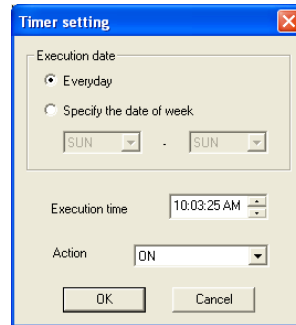 Timer setting
Execution date
Everyday
Specify the date of week
SUN - SUN
Execution time 10:03:25 AM
Action ON
OK Cancel